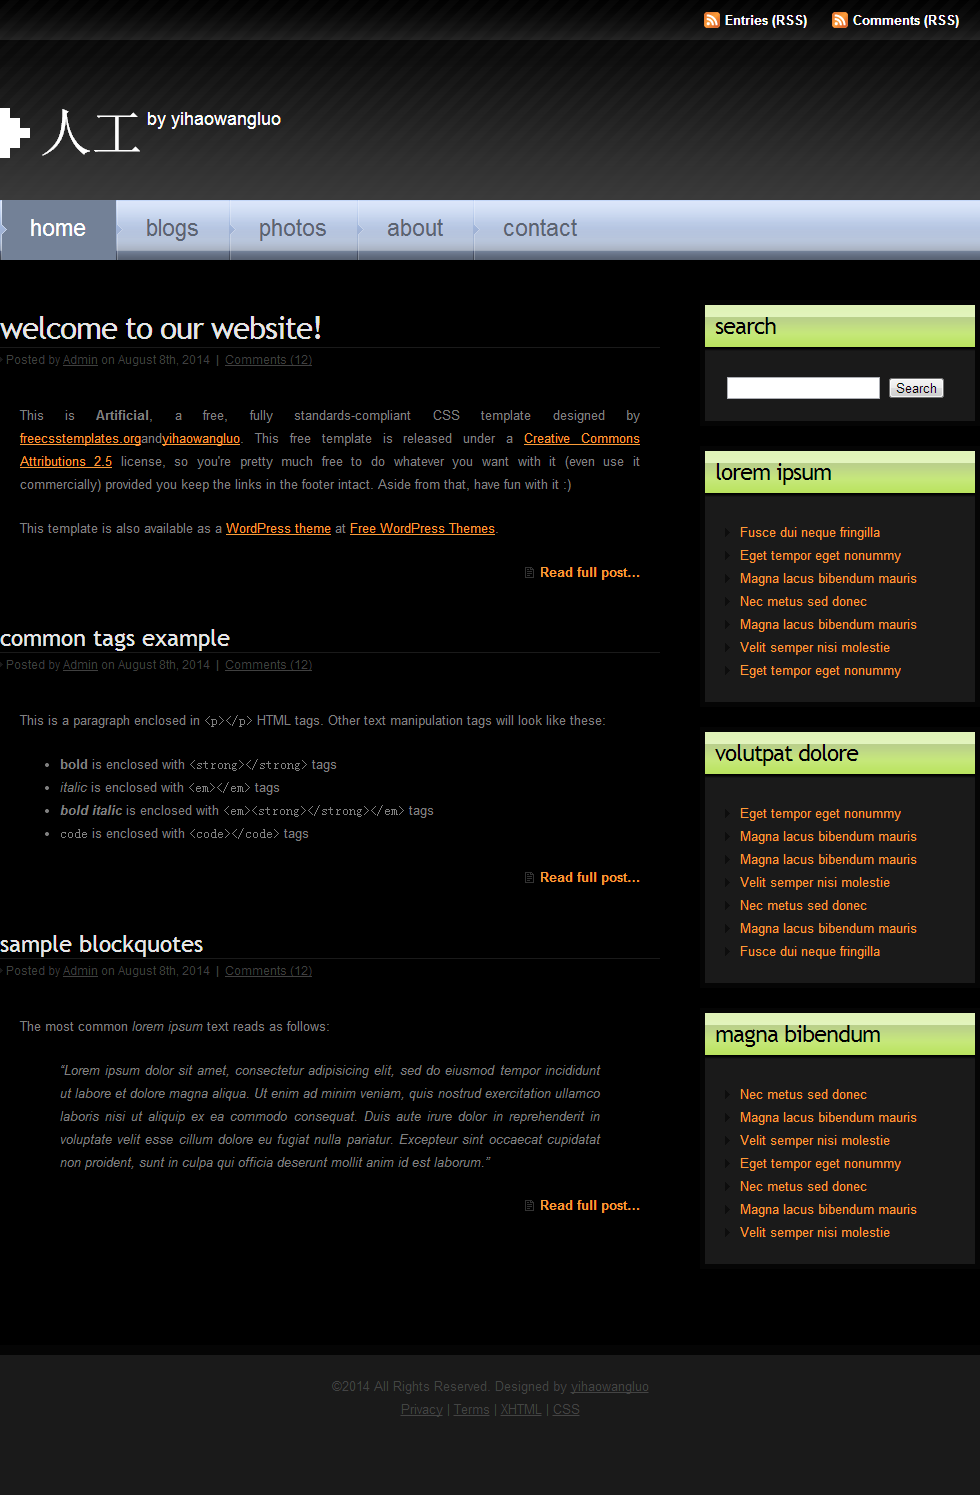 Entries (RSS) Comments (RSS)
人工 by yihaowangluo
home blogs photos about contact
welcome to our website!
Posted by Admin on August 8th, 2014 | Comments (12)
This is Artificial, a free, fully standards-compliant CSS template designed by
freecsstemplates.organdyihaowangluo. This free template is released under a Creative Commons
Attributions 2.5 license, so you're pretty much free to do whatever you want with it (even use it
commercially) provided you keep the links in the footer intact. Aside from that, have fun with it :)
This template is also available as a WordPress theme at Free WordPress Themes.
Read full post...
common tags example
Posted by Admin on August 8th, 2014 | Comments (12)
This is a paragraph enclosed in <p></p> HTML tags. Other text manipulation tags will look like these:
• bold is enclosed with <strong></strong> tags
• italic is enclosed with <em></em> tags
• bold italic is enclosed with <em><strong></strong></em> tags
• code is enclosed with <code></code> tags
Read full post...
sample blockquotes
Posted by Admin on August 8th, 2014 | Comments (12)
The most common lorem ipsum text reads as follows:
“Lorem ipsum dolor sit amet, consectetur adipisicing elit, sed do eiusmod tempor incididunt
ut labore et dolore magna aliqua. Ut enim ad minim veniam, quis nostrud exercitation ullamco
laboris nisi ut aliquip ex ea commodo consequat. Duis aute irure dolor in reprehenderit in
voluptate velit esse cillum dolore eu fugiat nulla pariatur. Excepteur sint occaecat cupidatat
non proident, sunt in culpa qui officia deserunt mollit anim id est laborum.”
Read full post...
search
Search
lorem ipsum
Fusce dui neque fringilla
Eget tempor eget nonummy
Magna lacus bibendum mauris
Nec metus sed donec
Magna lacus bibendum mauris
Velit semper nisi molestie
Eget tempor eget nonummy
volutpat dolore
Eget tempor eget nonummy
Magna lacus bibendum mauris
Magna lacus bibendum mauris
Velit semper nisi molestie
Nec metus sed donec
Magna lacus bibendum mauris
Fusce dui neque fringilla
magna bibendum
Nec metus sed donec
Magna lacus bibendum mauris
Velit semper nisi molestie
Eget tempor eget nonummy
Nec metus sed donec
Magna lacus bibendum mauris
Velit semper nisi molestie
©2014 All Rights Reserved. Designed by yihaowangluo
Privacy | Terms | XHTML | CSS